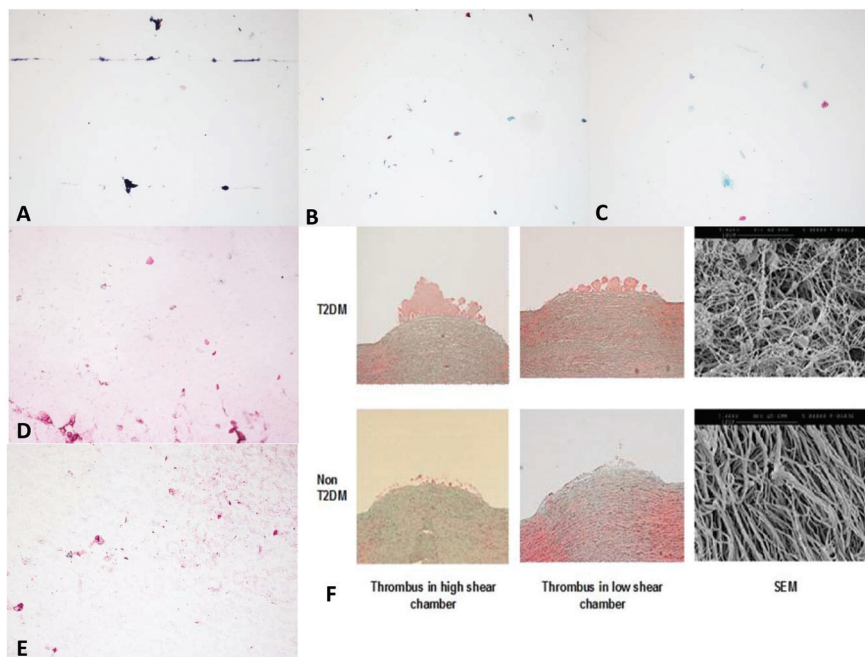 A
B
C
D
E
F
T2DM
Non
T2DM
Thrombus in high shear
chamber
Thrombus in low shear
chamber
SEM